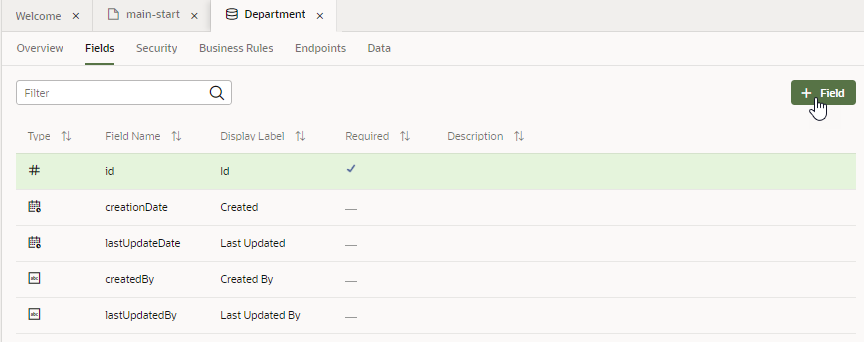 Welcome × main-start × Department ×
Overview Fields Security Business Rules Endpoints Data
Filter + Field
Type Field Name Display Label Required Description
# id Id
creationDate Created —
lastUpdateDate Last Updated —
abc createdBy Created By —
abc lastUpdatedBy Last Updated By —